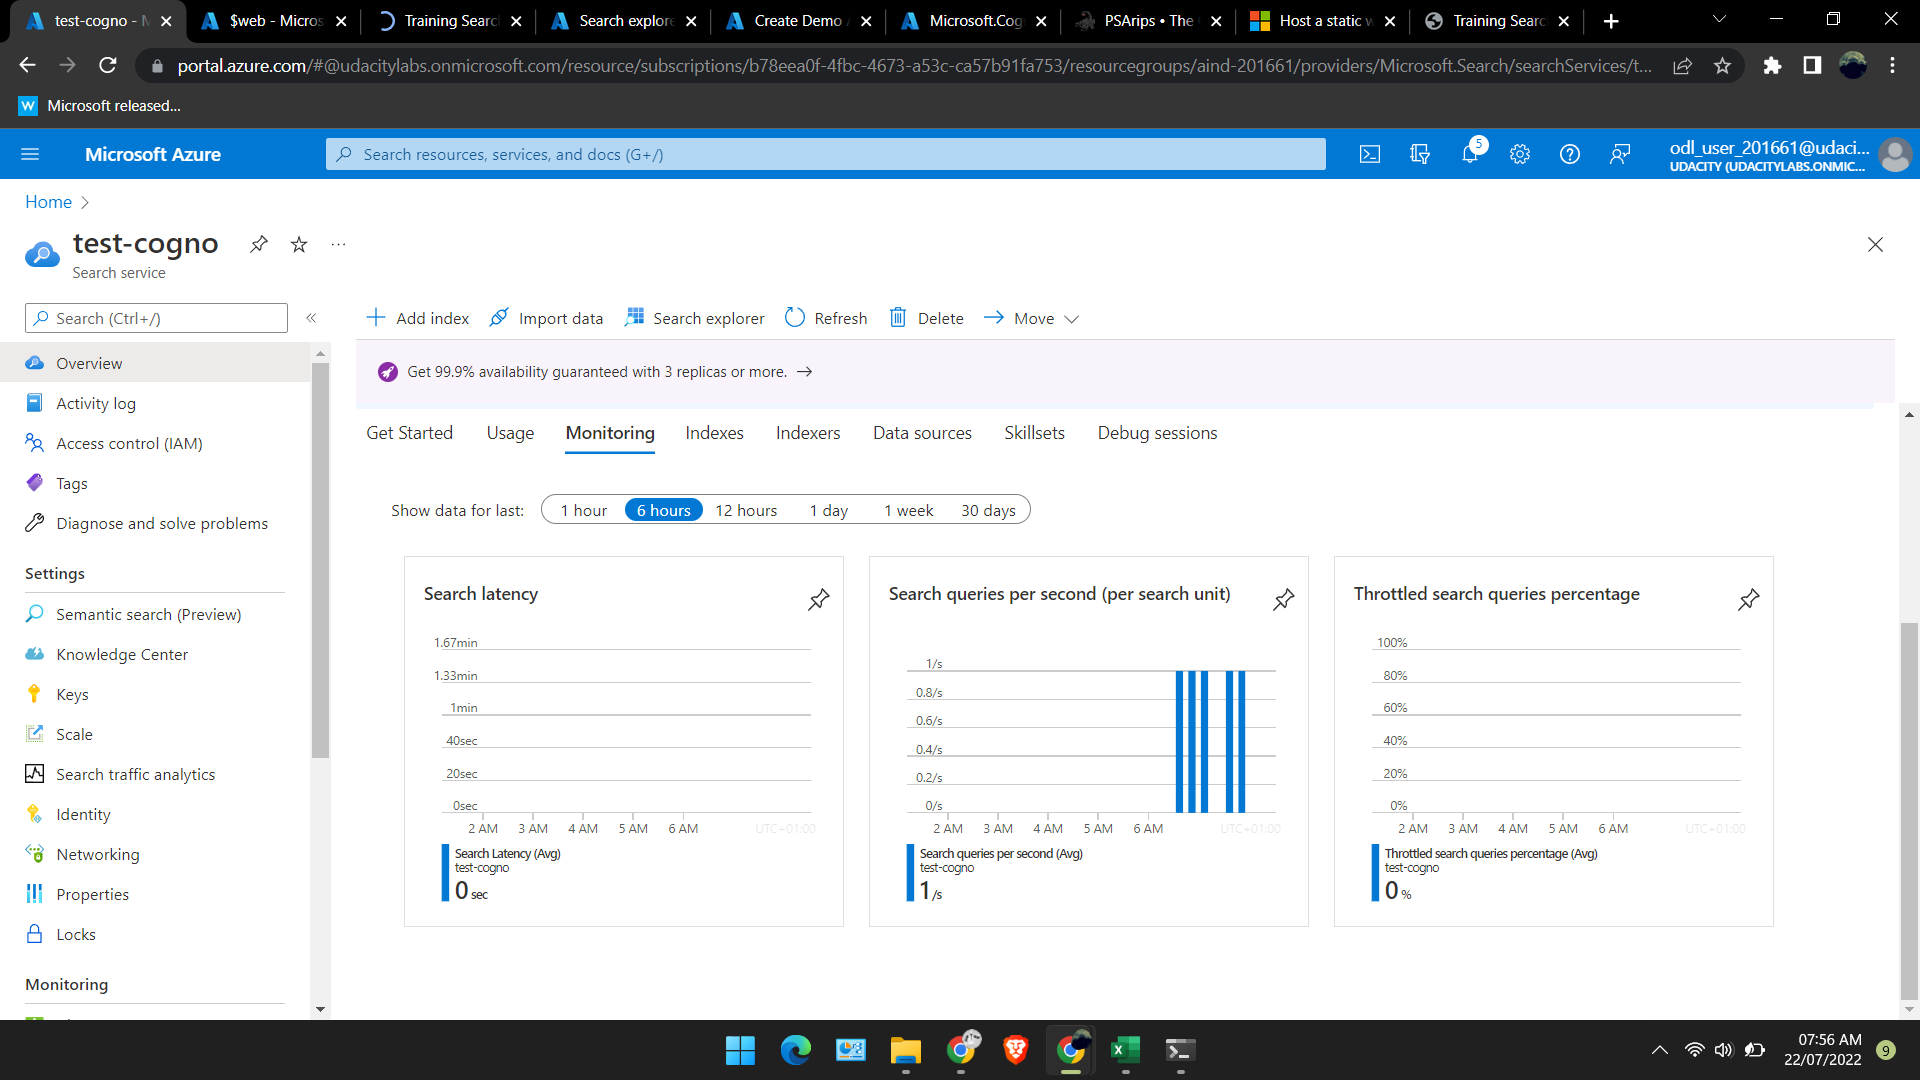 test-cogno - M
$web - Micros
Training Searc
Search explore
Create Demo A
Microsoft.Cog
PSArips • The
Host a static w
Training Searc
portal.azure.com/#@udacitylabs.onmicrosoft.com/resource/subscriptions/b78eea0f-4fbc-4673-a53c-ca57b91fa753/resourcegroups/aind-201661/providers/Microsoft.Search/searchServices/t...
W Microsoft released...
Microsoft Azure
Search resources, services, and docs (G+/)
5
odl_user_201661@udaci...
UDACITY (UDACITYLABS.ONMIC...
Home
test-cogno
Search service
Search (Ctrl+/)
Overview
Activity log
Access control (IAM)
Tags
Diagnose and solve problems
Settings
Semantic search (Preview)
Knowledge Center
Keys
Scale
Search traffic analytics
Identity
Networking
Properties
Locks
Monitoring
Add index
Import data
Search explorer
Refresh
Delete
Move
Get 99.9% availability guaranteed with 3 replicas or more.
Get Started
Usage
Monitoring
Indexes
Indexers
Data sources
Skillsets
Debug sessions
Show data for last:
1 hour
6 hours
12 hours
1 day
1 week
30 days
Search latency
1.67min
1.33min
1min
40sec
20sec
0sec
2 AM 3 AM 4 AM 5 AM 6 AM UTC+01:00
Search Latency (Avg)
test-cogno
0 sec
Search queries per second (per search unit)
1/s
0.8/s
0.6/s
0.4/s
0.2/s
0/s
2 AM 3 AM 4 AM 5 AM 6 AM UTC+01:00
Search queries per second (Avg)
test-cogno
1 /s
Throttled search queries percentage
100%
80%
60%
40%
20%
0%
2 AM 3 AM 4 AM 5 AM 6 AM UTC+01:00
Throttled search queries percentage (Avg)
test-cogno
0 %
07:56 AM
22/07/2022
9